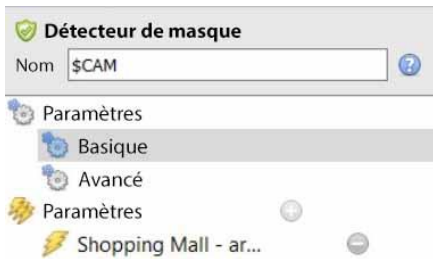 Détecteur de masque
Nom $CAM
Paramètres
Basique
Avancé
Paramètres
Shopping Mall - ar...